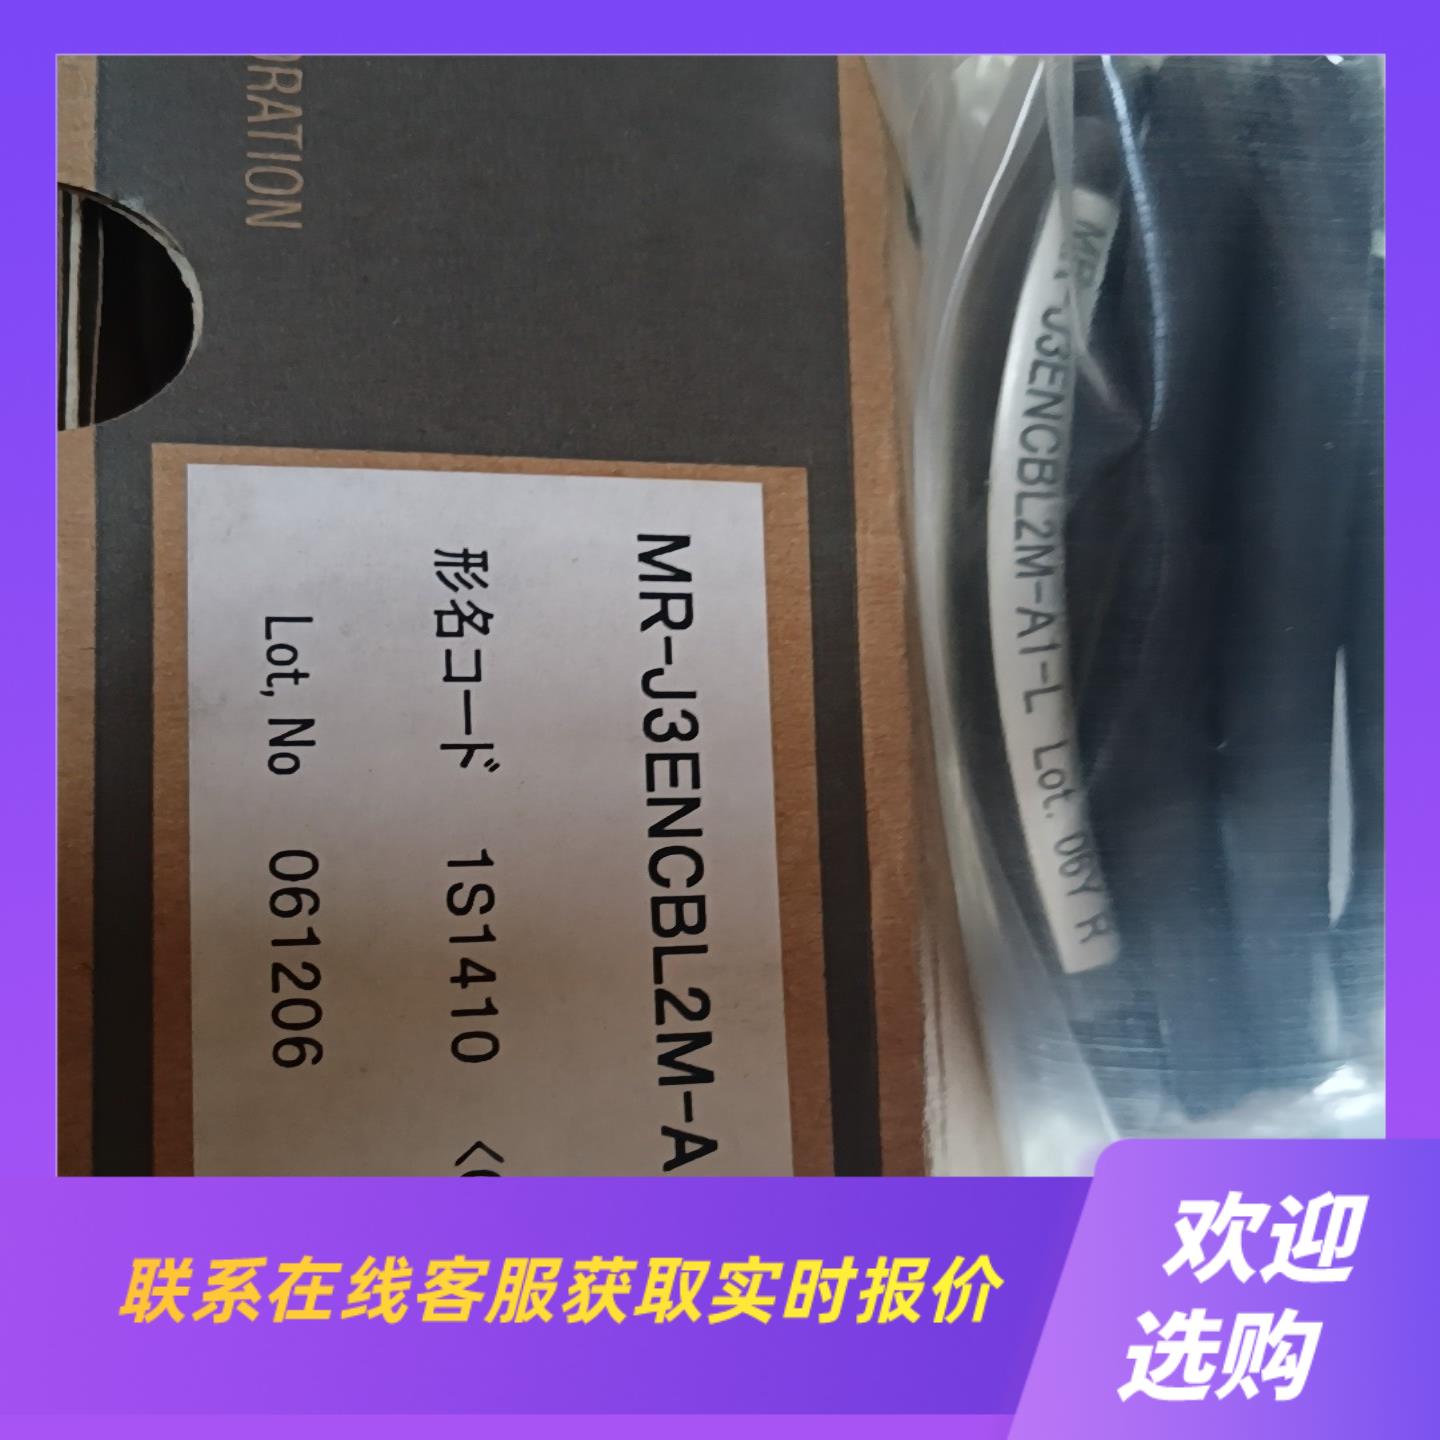 ORATION
MR-J3ENCBL2M-A
形名コード 1S1410
Lot, No 061206
MR-J3ENCBL2M-A1-L Lot. 06Y R
联系在线客服获取实时报价
欢迎
选购